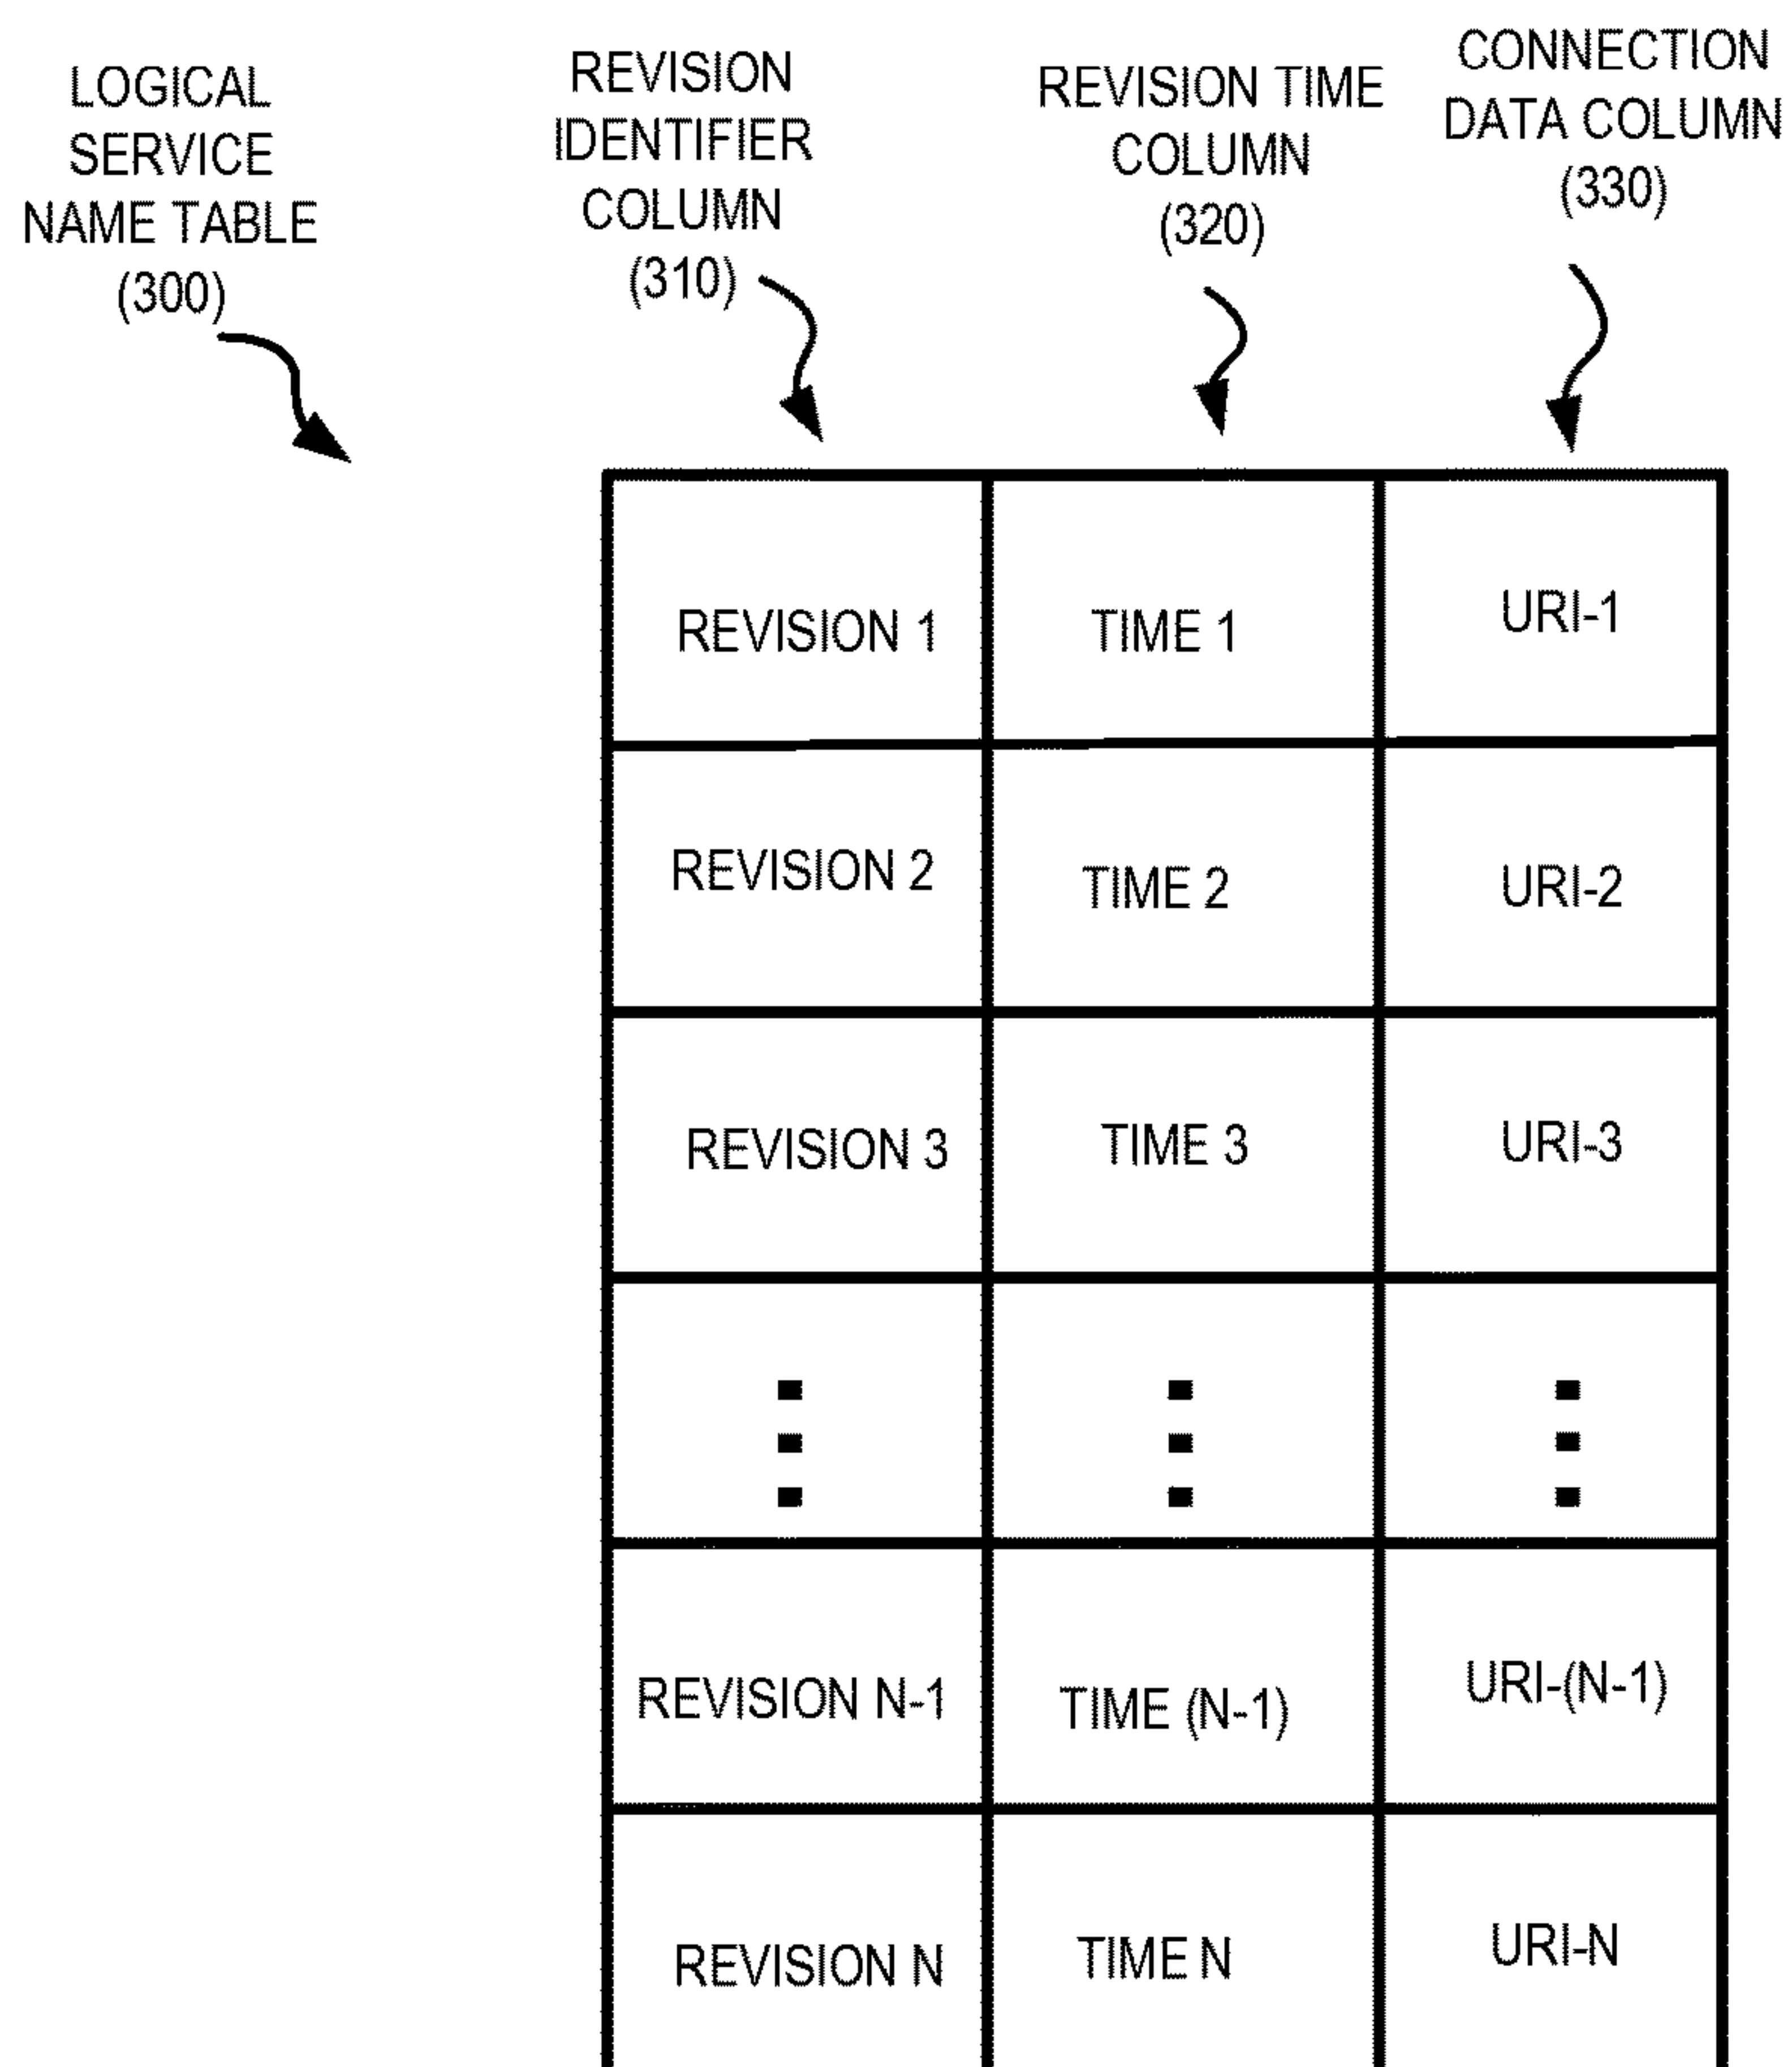 LOGICAL
SERVICE
NAME TABLE
(300)
REVISION
IDENTIFIER
COLUMN
(310)
REVISION TIME
COLUMN
(320)
CONNECTION
DATA COLUMN
(330)
REVISION 1 TIME 1 URI-1
REVISION 2 TIME 2 URI-2
REVISION 3 TIME 3 URI-3
REVISION N-1 TIME (N-1) URI-(N-1)
REVISION N TIME N URI-N